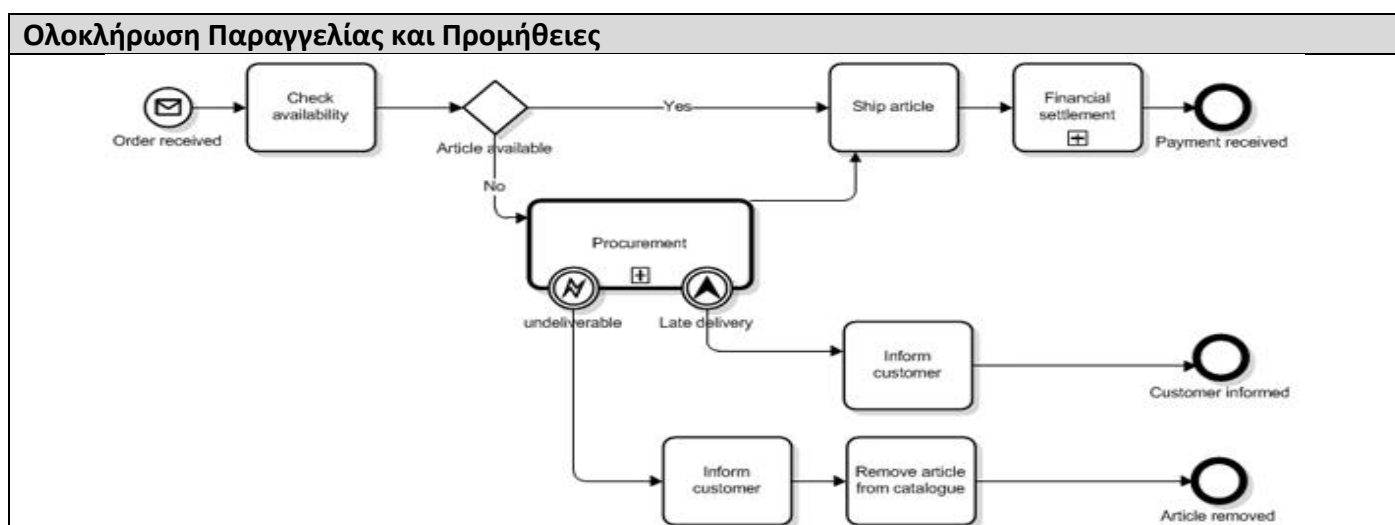 Ολοκλήρωση Παραγγελίας και Προμήθειες
Check
availability
Yes
Ship article
Financial
settlement
Order received
Article available
Payment received
No
Procurement
undeliverable
Late delivery
Inform
customer
Customer informed
Inform
customer
Remove article
from catalogue
Article removed